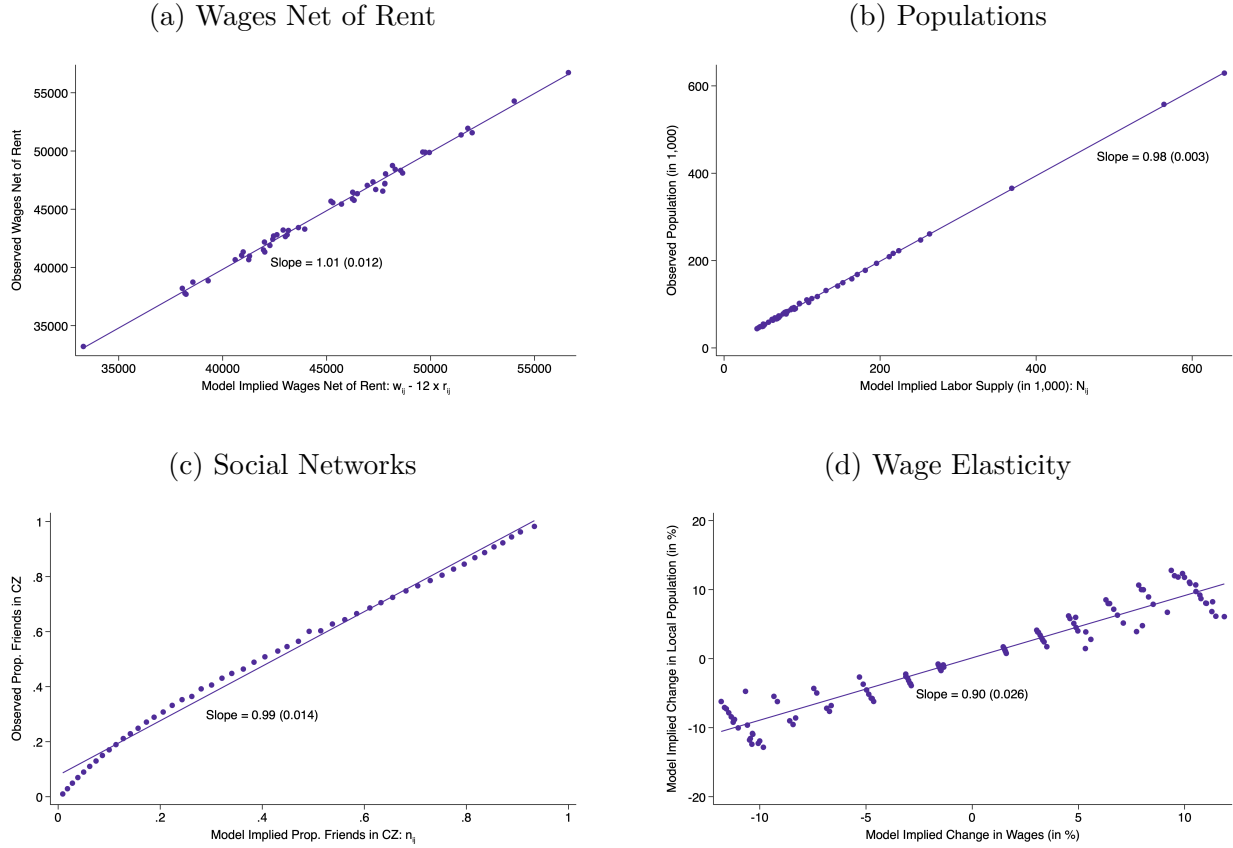 (a) Wages Net of Rent
Observed Wages Net of Rent
55000
50000
45000
40000
35000
Slope = 1.01 (0.012)
35000 40000 45000 50000 55000
Model Implied Wages Net of Rent: wij - 12 x rij
(b) Populations
Observed Population (in 1,000)
600
400
200
0
Slope = 0.98 (0.003)
0 200 400 600
Model Implied Labor Supply (in 1,000): Nij
(c) Social Networks
Observed Prop. Friends in CZ
1
.8
.6
.4
.2
0
Slope = 0.99 (0.014)
0 .2 .4 .6 .8 1
Model Implied Prop. Friends in CZ: nij
(d) Wage Elasticity
Model Implied Change in Local Population (in %)
20
10
0
-10
-20
Slope = 0.90 (0.026)
-10 -5 0 5 10
Model Implied Change in Wages (in %)